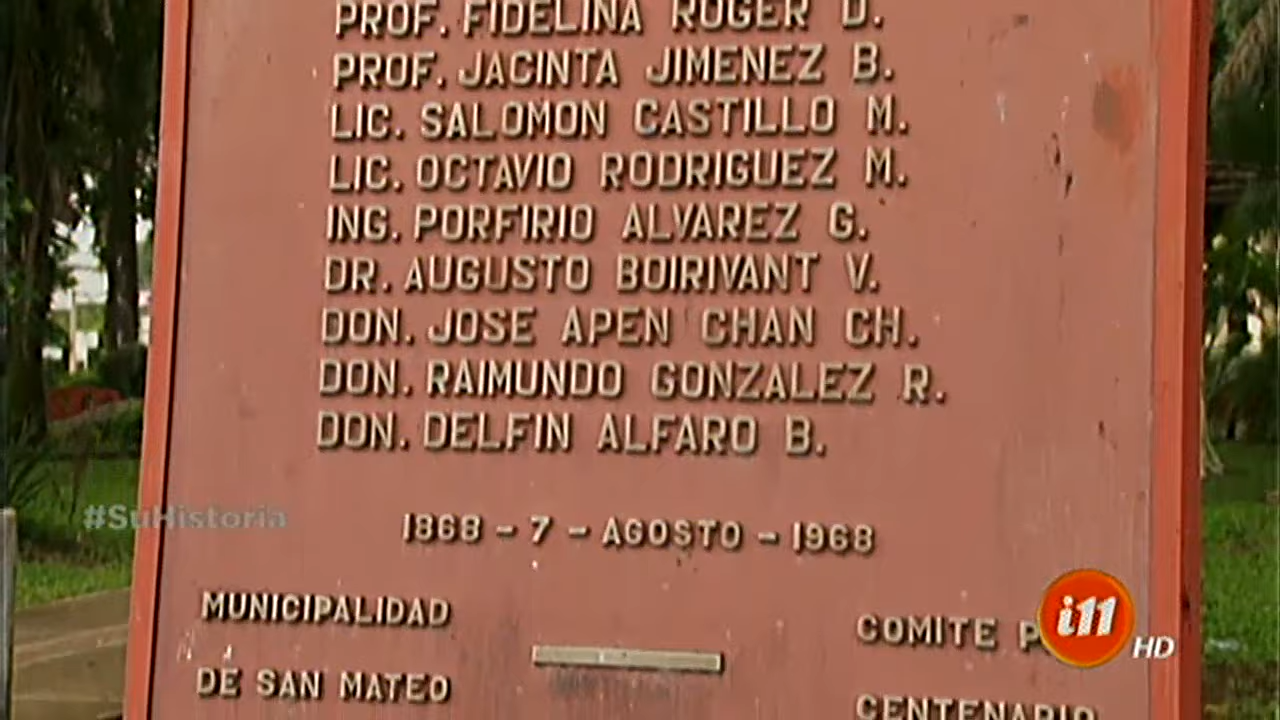 PROF. FIDELINA ROGER D.
PROF. JACINTA JIMENEZ B.
LIC. SALOMON CASTILLO M.
LIC. OCTAVIO RODRIGUEZ M.
ING. PORFIRIO ALVAREZ G.
DR. AUGUSTO BOIRIVANT V.
DON. JOSE APEN CHAN CH.
DON. RAIMUNDO GONZALEZ R.
DON. DELFIN ALFARO B.
#SuHistoria
1868 - 7 - AGOSTO - 1968
MUNICIPALIDAD
DE SAN MATEO
COMITE
CENTENARIO
i11
HD